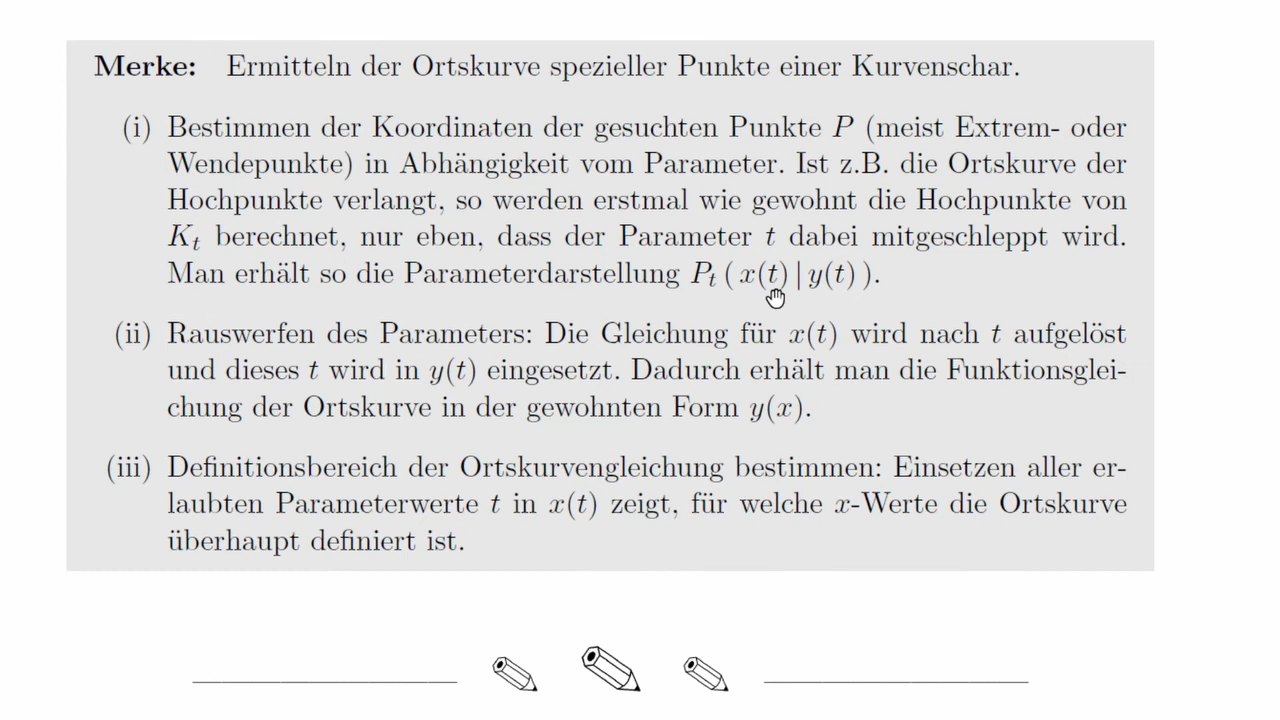 Merke: Ermitteln der Ortskurve spezieller Punkte einer Kurvenschar.
(i) Bestimmen der Koordinaten der gesuchten Punkte P (meist Extrem- oder
Wendepunkte) in Abhängigkeit vom Parameter. Ist z.B. die Ortskurve der
Hochpunkte verlangt, so werden erstmal wie gewohnt die Hochpunkte von
Kₜ berechnet, nur eben, dass der Parameter t dabei mitgeschleppt wird.
Man erhält so die Parameterdarstellung Pₜ ( x(t) | y(t) ).
(ii) Rauswerfen des Parameters: Die Gleichung für x(t) wird nach t aufgelöst
und dieses t wird in y(t) eingesetzt. Dadurch erhält man die Funktionsglei-
chung der Ortskurve in der gewohnten Form y(x).
(iii) Definitionsbereich der Ortskurvengleichung bestimmen: Einsetzen aller er-
laubten Parameterwerte t in x(t) zeigt, für welche x-Werte die Ortskurve
überhaupt definiert ist.